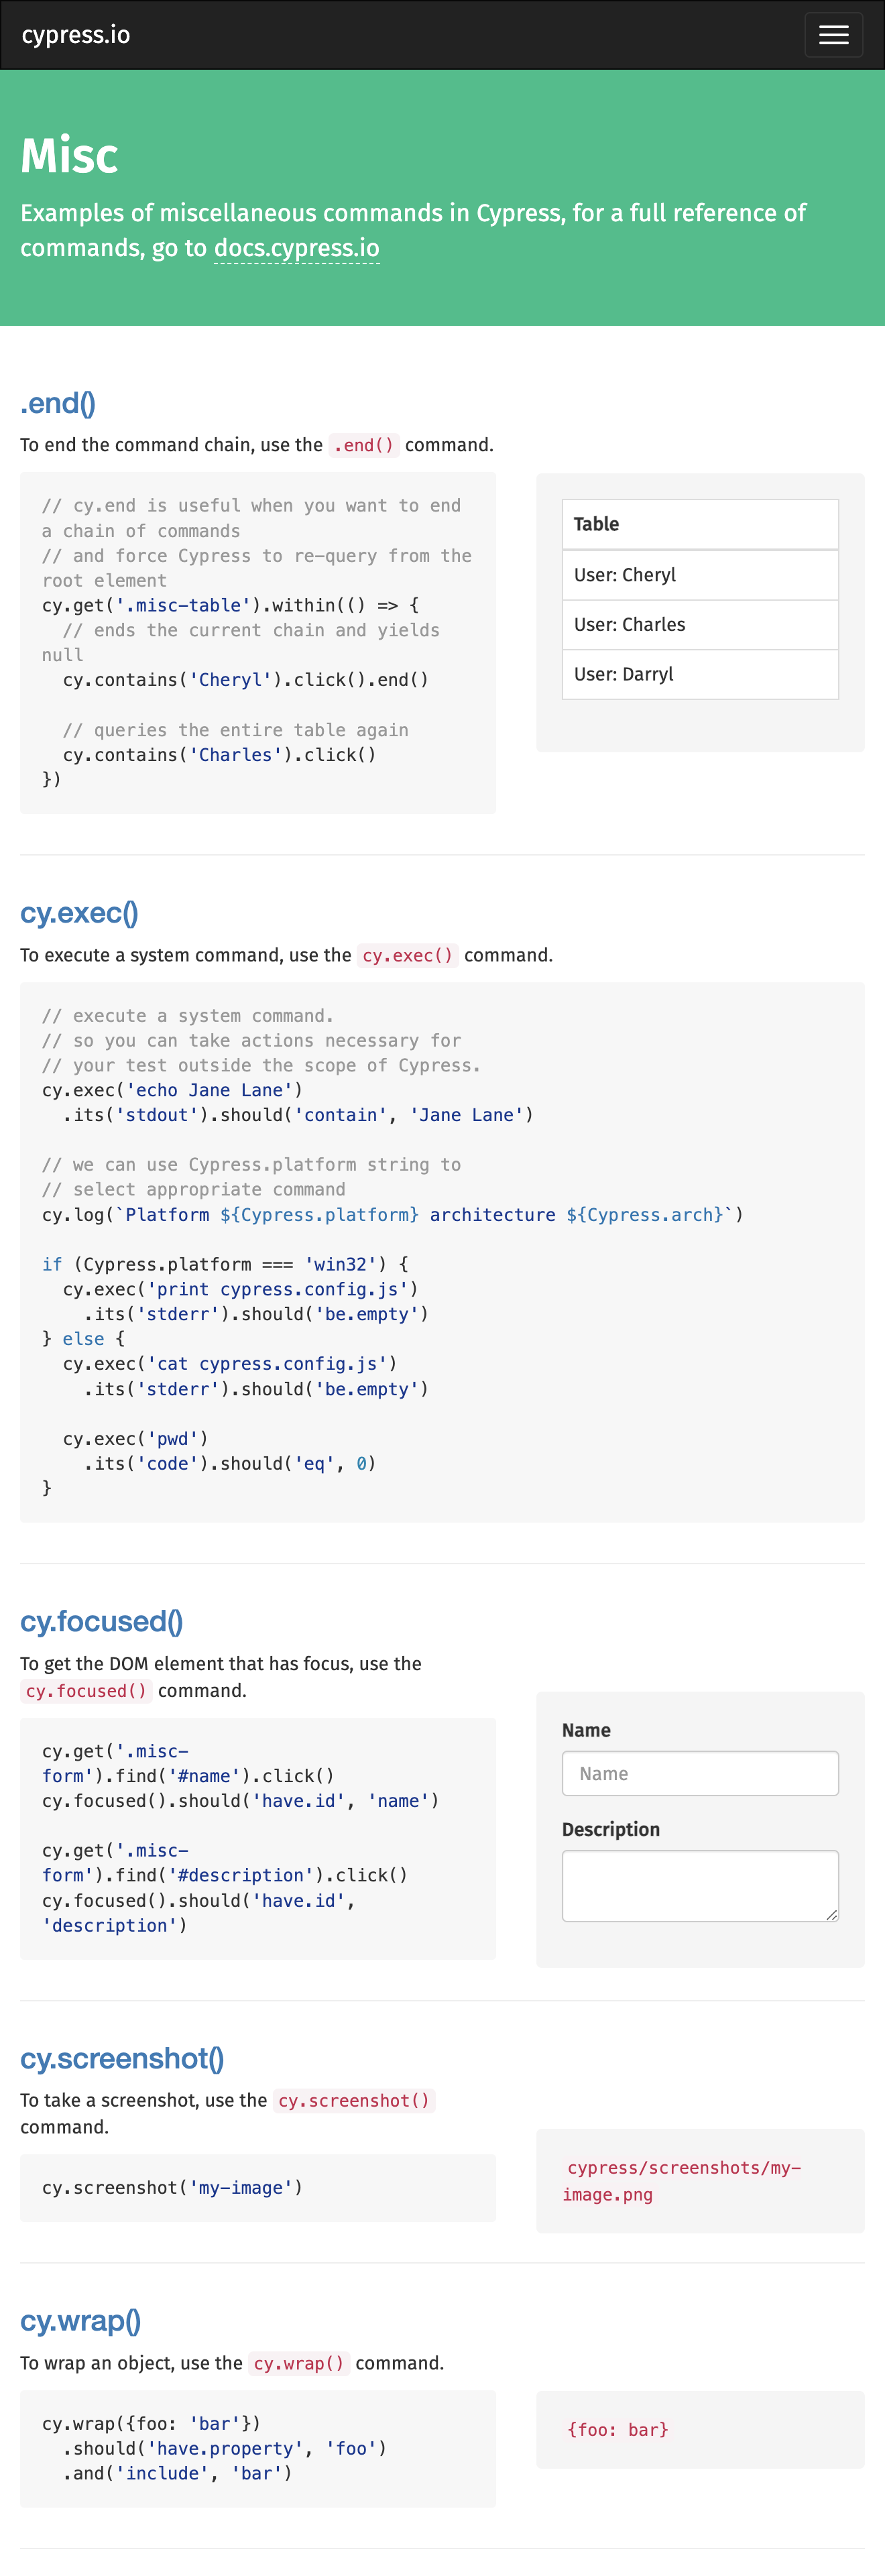 cypress.io
Misc
Examples of miscellaneous commands in Cypress, for a full reference of
commands, go to docs.cypress.io
.end()
To end the command chain, use the .end() command.
// cy.end is useful when you want to end
a chain of commands
// and force Cypress to re-query from the
root element
cy.get('.misc-table').within(() => {
  // ends the current chain and yields
null
  cy.contains('Cheryl').click().end()

  // queries the entire table again
  cy.contains('Charles').click()
})
Table
User: Cheryl
User: Charles
User: Darryl
cy.exec()
To execute a system command, use the cy.exec() command.
// execute a system command.
// so you can take actions necessary for
// your test outside the scope of Cypress.
cy.exec('echo Jane Lane')
  .its('stdout').should('contain', 'Jane Lane')

// we can use Cypress.platform string to
// select appropriate command
cy.log(`Platform ${Cypress.platform} architecture ${Cypress.arch}`)

if (Cypress.platform === 'win32') {
  cy.exec('print cypress.config.js')
    .its('stderr').should('be.empty')
} else {
  cy.exec('cat cypress.config.js')
    .its('stderr').should('be.empty')

  cy.exec('pwd')
    .its('code').should('eq', 0)
}
cy.focused()
To get the DOM element that has focus, use the
cy.focused() command.
cy.get('.misc-
form').find('#name').click()
cy.focused().should('have.id', 'name')

cy.get('.misc-
form').find('#description').click()
cy.focused().should('have.id',
'description')
Name
Name
Description
cy.screenshot()
To take a screenshot, use the cy.screenshot()
command.
cy.screenshot('my-image')
cypress/screenshots/my-
image.png
cy.wrap()
To wrap an object, use the cy.wrap() command.
cy.wrap({foo: 'bar'})
  .should('have.property', 'foo')
  .and('include', 'bar')
{foo: bar}